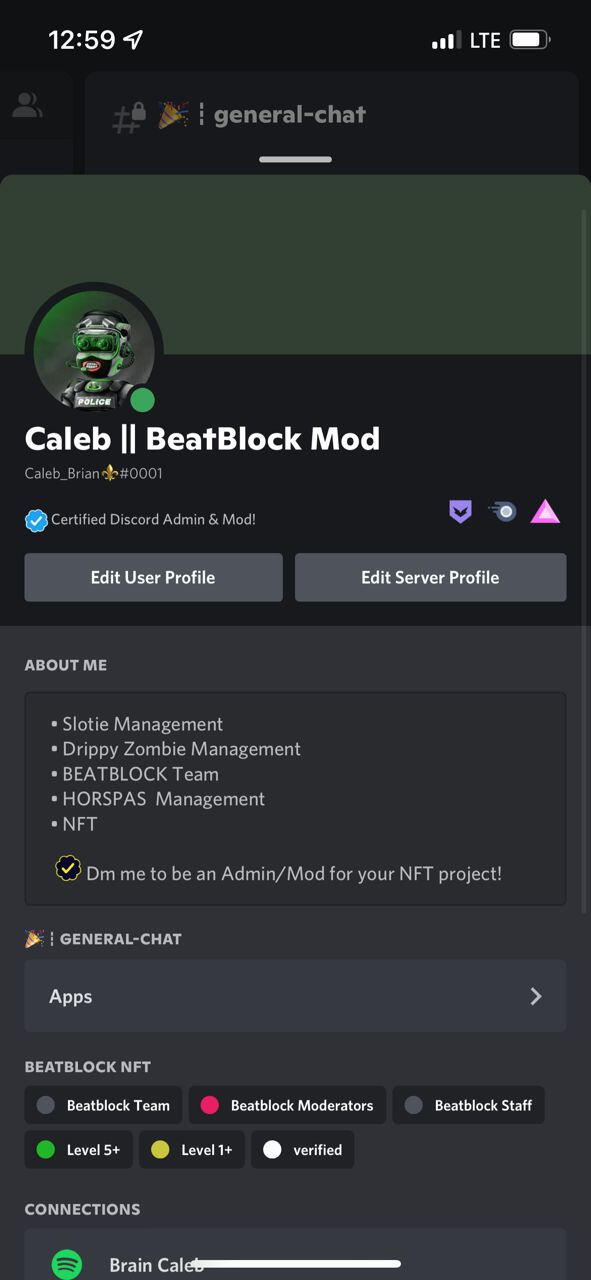 12:59
LTE
general-chat
POLICE
Caleb || BeatBlock Mod
Caleb_Brian⚜️#0001
Certified Discord Admin & Mod!
Edit User Profile
Edit Server Profile
ABOUT ME
• Slotie Management
• Drippy Zombie Management
• BEATBLOCK Team
• HORSPAS Management
• NFT
Dm me to be an Admin/Mod for your NFT project!
🎉┆GENERAL-CHAT
Apps
BEATBLOCK NFT
Beatblock Team
Beatblock Moderators
Beatblock Staff
Level 5+
Level 1+
verified
CONNECTIONS
Brain Caleb